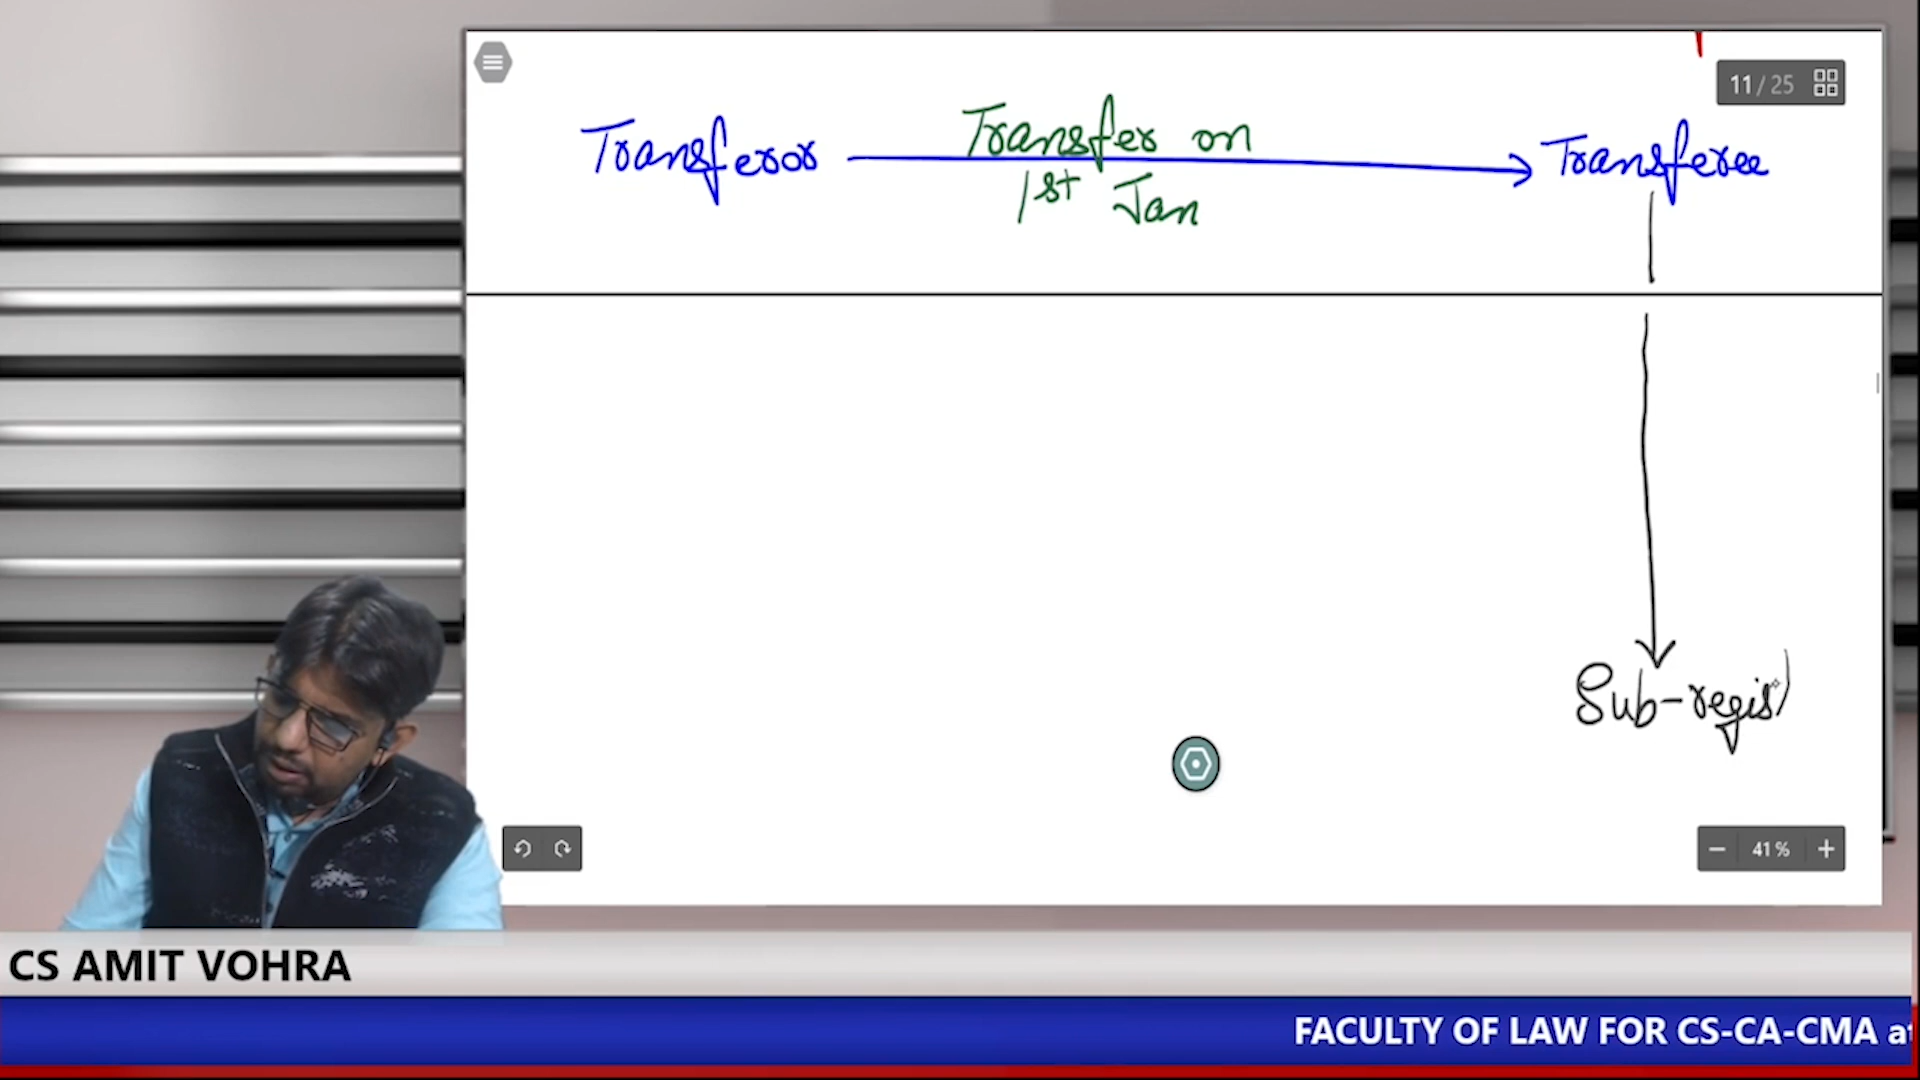 11 / 25
Transferor
Transfer on
1st Jan
Transferee
Sub-regis
41 %
CS AMIT VOHRA
FACULTY OF LAW FOR CS-CA-CMA at